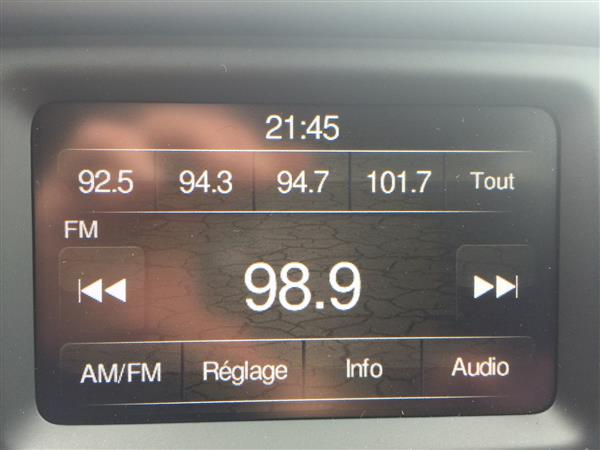 21:45
92.5 94.3 94.7 101.7 Tout
FM
98.9
AM/FM Réglage Info Audio